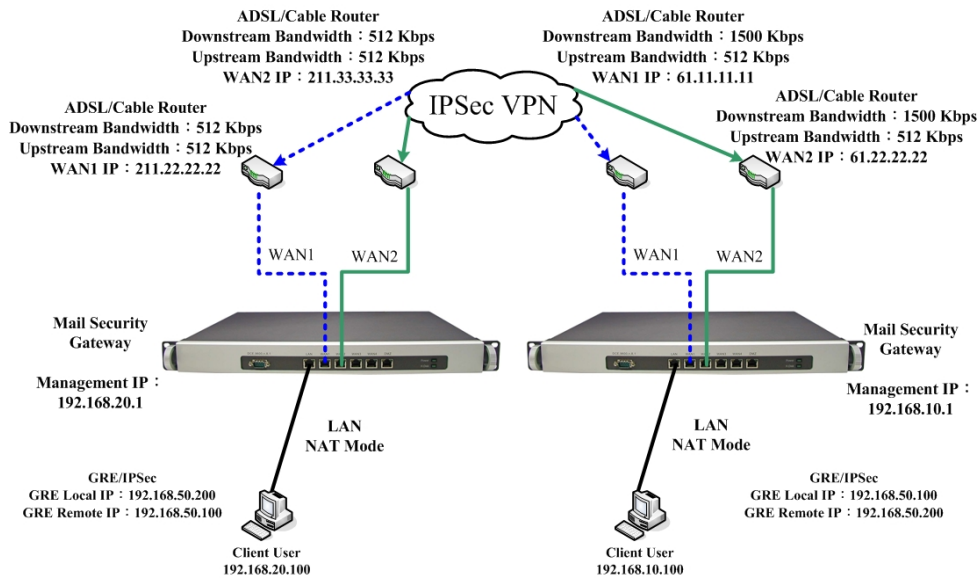 ADSL/Cable Router
Downstream Bandwidth：512 Kbps
Upstream Bandwidth：512 Kbps
WAN2 IP：211.33.33.33
ADSL/Cable Router
Downstream Bandwidth：1500 Kbps
Upstream Bandwidth：512 Kbps
WAN1 IP：61.11.11.11
IPSec VPN
ADSL/Cable Router
Downstream Bandwidth：512 Kbps
Upstream Bandwidth：512 Kbps
WAN1 IP：211.22.22.22
ADSL/Cable Router
Downstream Bandwidth：1500 Kbps
Upstream Bandwidth：512 Kbps
WAN2 IP：61.22.22.22
WAN1
WAN2
WAN1
WAN2
Mail Security
Gateway
Management IP：
192.168.20.1
Mail Security
Gateway
Management IP：
192.168.10.1
LAN
NAT Mode
LAN
NAT Mode
GRE/IPSec
GRE Local IP：192.168.50.200
GRE Remote IP：192.168.50.100
GRE/IPSec
GRE Local IP：192.168.50.100
GRE Remote IP：192.168.50.200
Client User
192.168.20.100
Client User
192.168.10.100